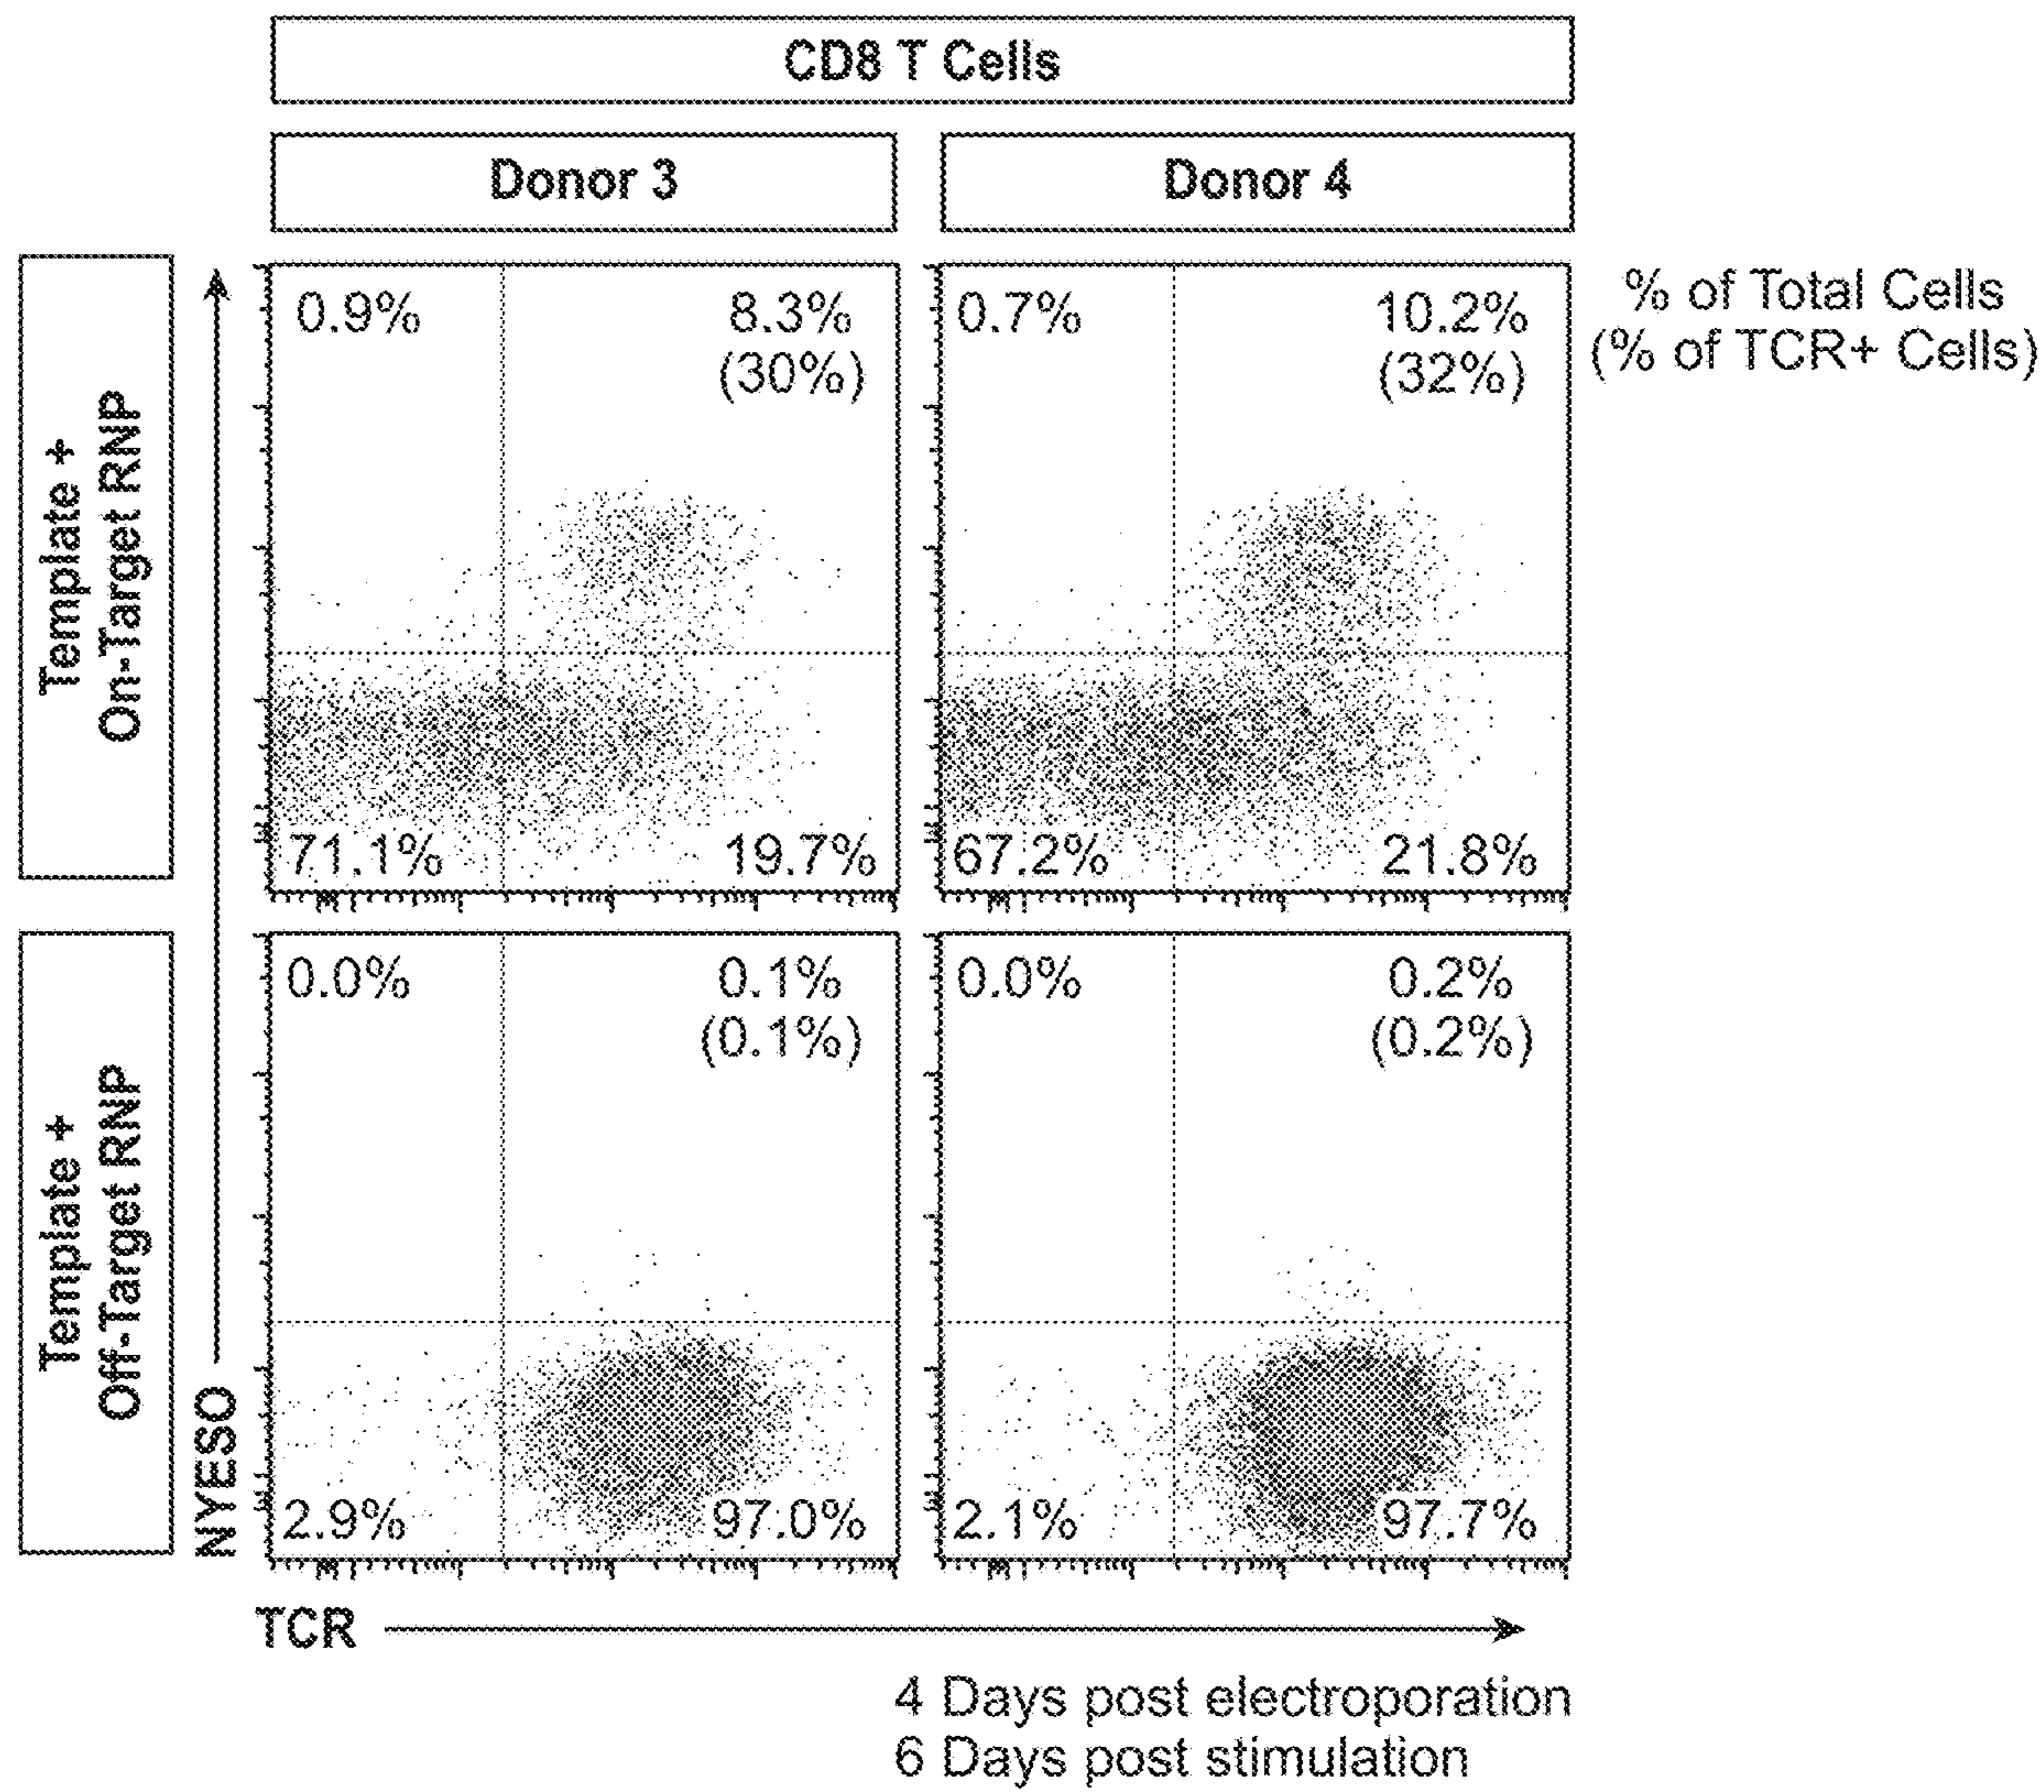 CD8 T Cells
Donor 3
Donor 4
Template +
On-Target RNP
0.9%
8.3%
(30%)
71.1%
19.7%
0.7%
10.2%
(32%)
67.2%
21.8%
% of Total Cells
(% of TCR+ Cells)
Template +
Off-Target RNP
0.0%
0.1%
(0.1%)
2.9%
97.0%
0.0%
0.2%
(0.2%)
2.1%
97.7%
NYESO
TCR
4 Days post electroporation
6 Days post stimulation